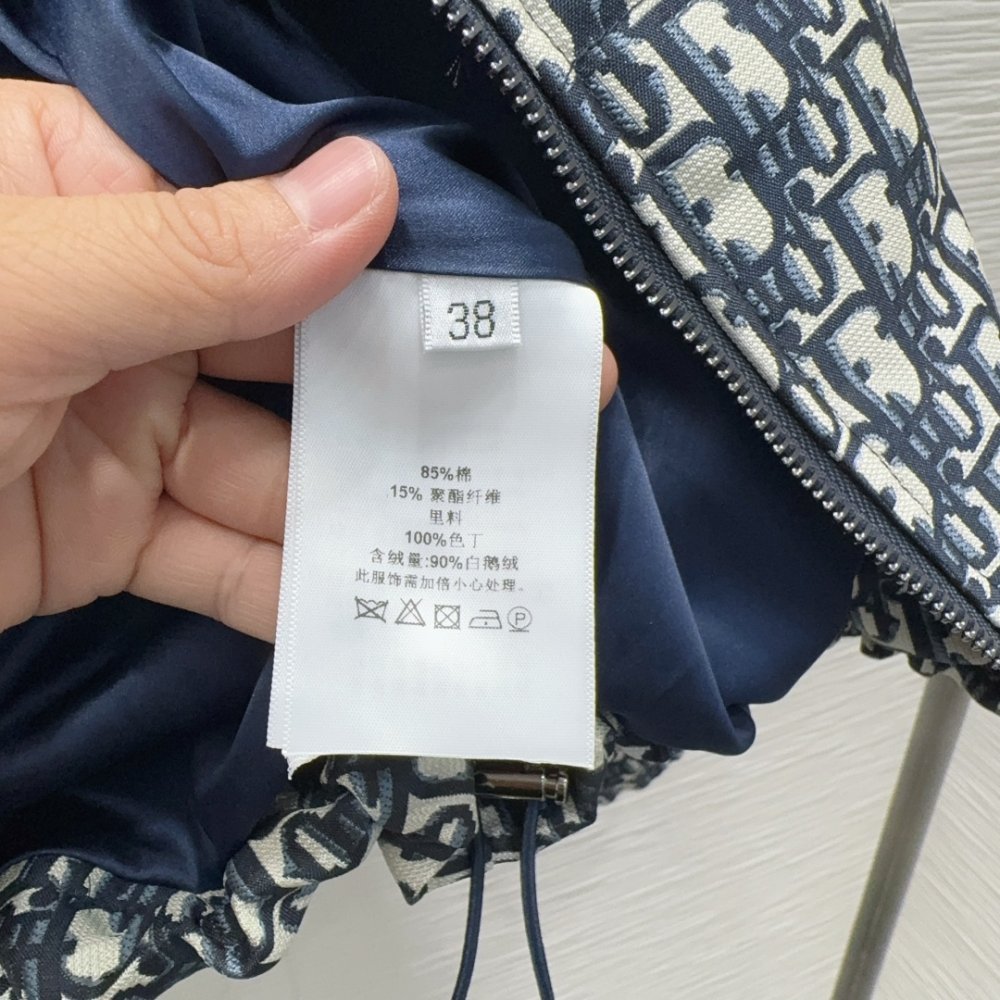 38
85%棉
15% 聚酯纤维
里料
100%色丁
含绒量:90%白鹅绒
此服饰需加倍小心处理。
P